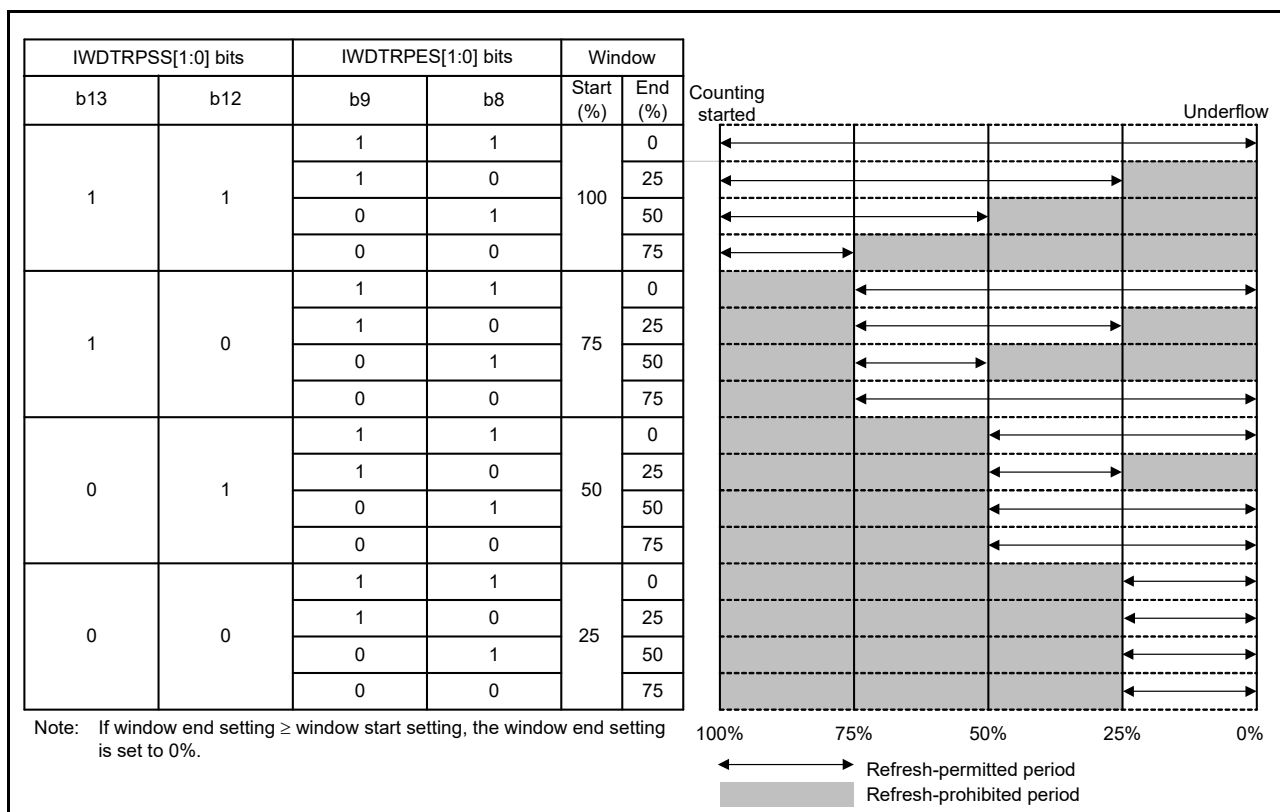 IWDTRPSS[1:0] bits IWDTRPES[1:0] bits Window
b13 b12 b9 b8 Start (%) End (%)
1 1 100
1 1 0
1 0 25
0 1 50
0 0 75
1 0 75
1 1 0
1 0 25
0 1 50
0 0 75
0 1 50
1 1 0
1 0 25
0 1 50
0 0 75
0 0 25
1 1 0
1 0 25
0 1 50
0 0 75
Note: If window end setting ≥ window start setting, the window end setting
is set to 0%.
Counting
started
Underflow
100% 75% 50% 25% 0%
Refresh-permitted period
Refresh-prohibited period